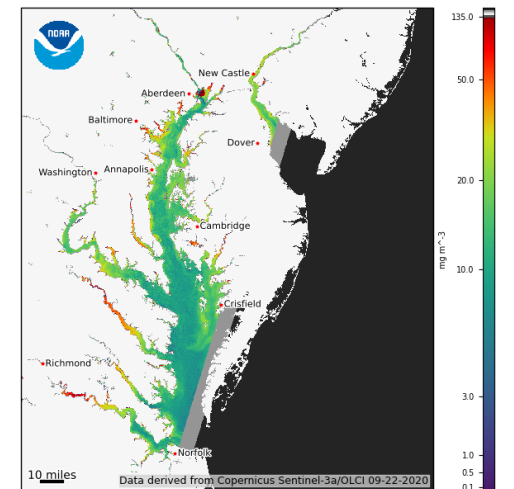 NOAA
New Castle
Aberdeen
Baltimore
Dover
Washington
Annapolis
Cambridge
Crisfield
Richmond
Norfolk
10 miles
Data derived from Copernicus Sentinel-3a/OLCI 09-22-2020
135.0
50.0
20.0
10.0
3.0
1.0
0.5
0.1
mg m^-3